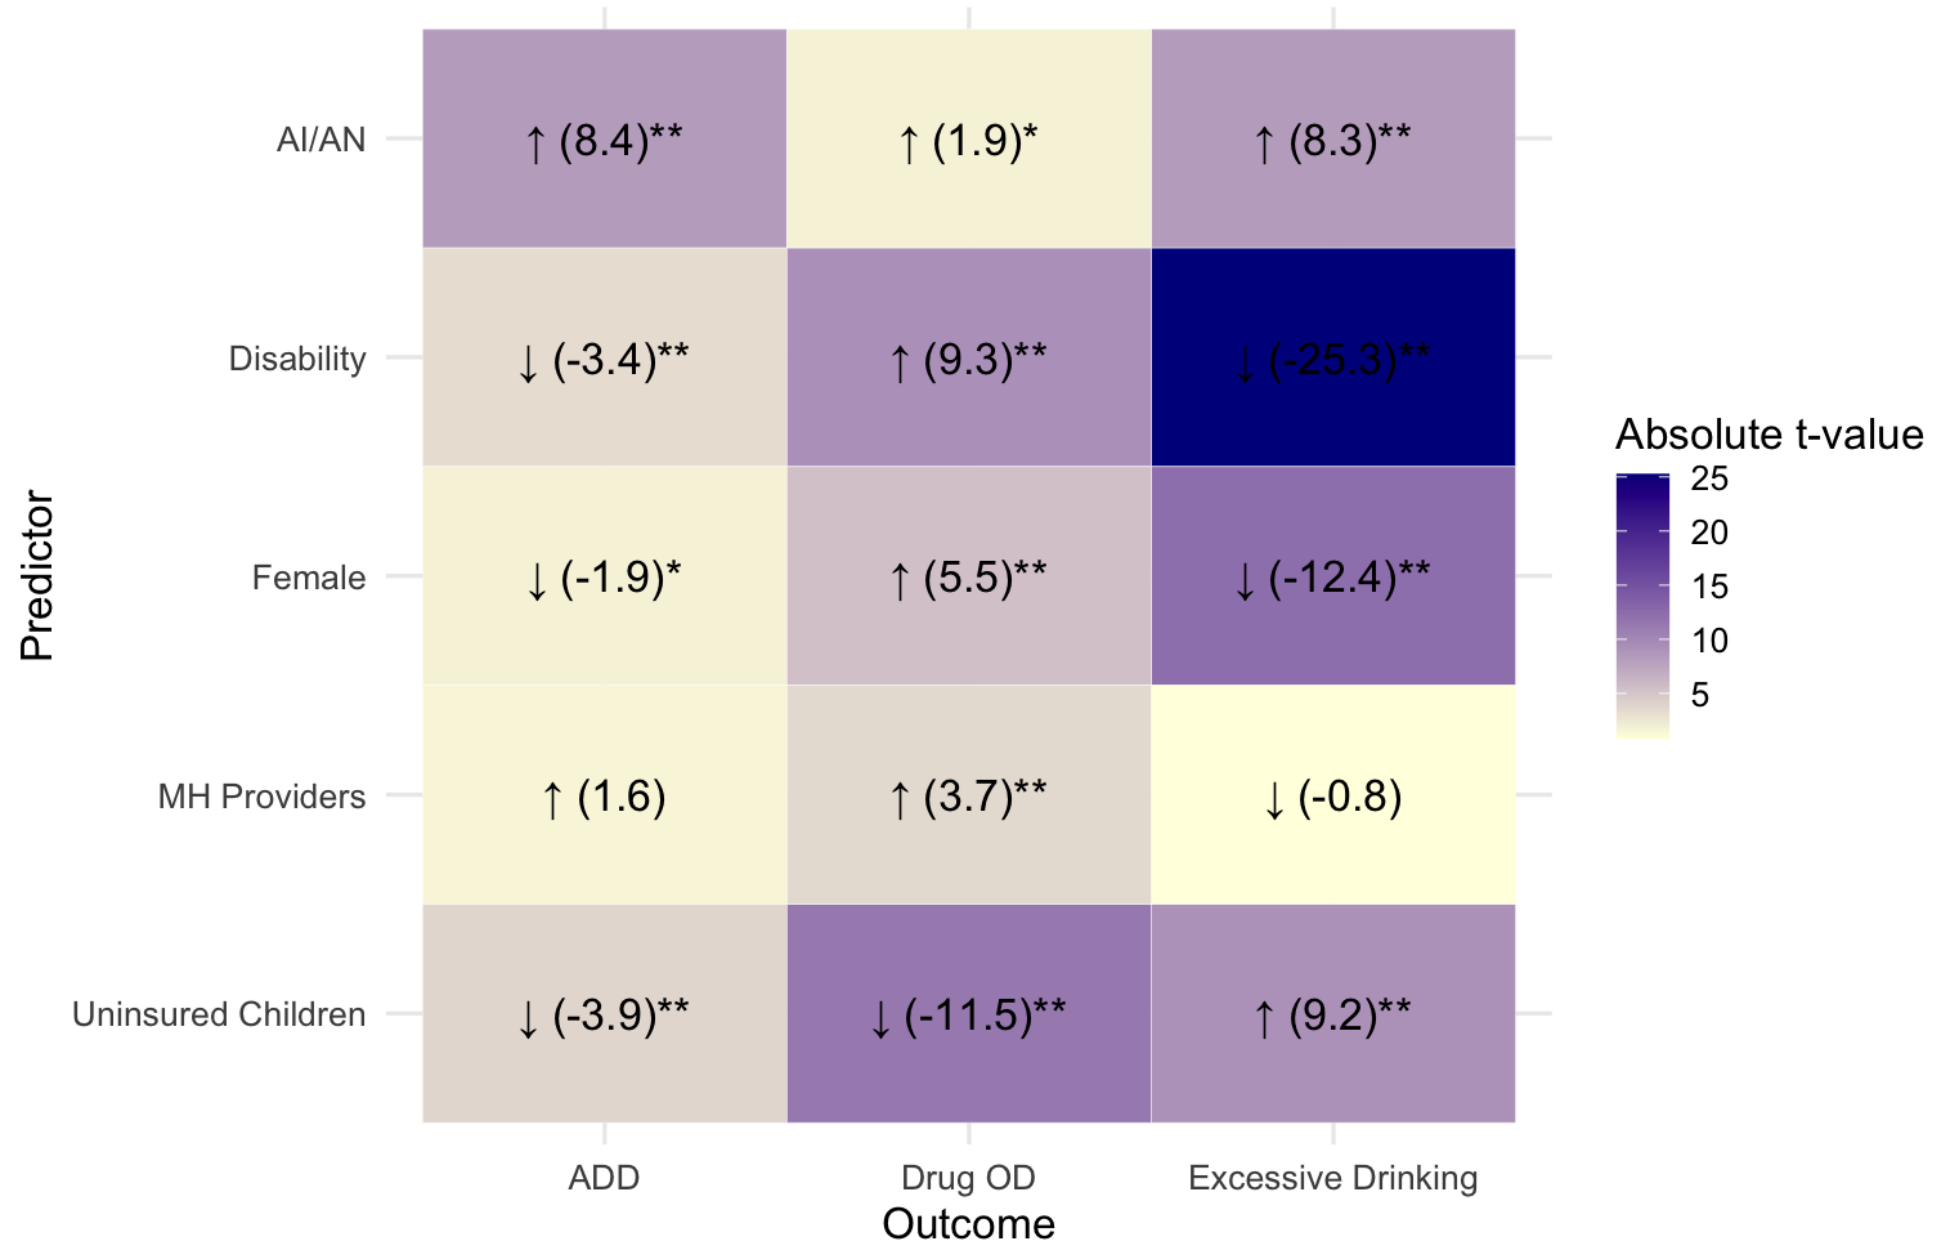 AI/AN
↑ (8.4)**
↑ (1.9)*
↑ (8.3)**
Disability
↓ (-3.4)**
↑ (9.3)**
↓ (-25.3)**
Female
↓ (-1.9)*
↑ (5.5)**
↓ (-12.4)**
MH Providers
↑ (1.6)
↑ (3.7)**
↓ (-0.8)
Uninsured Children
↓ (-3.9)**
↓ (-11.5)**
↑ (9.2)**
Predictor
ADD
Drug OD
Excessive Drinking
Outcome
Absolute t-value
25
20
15
10
5